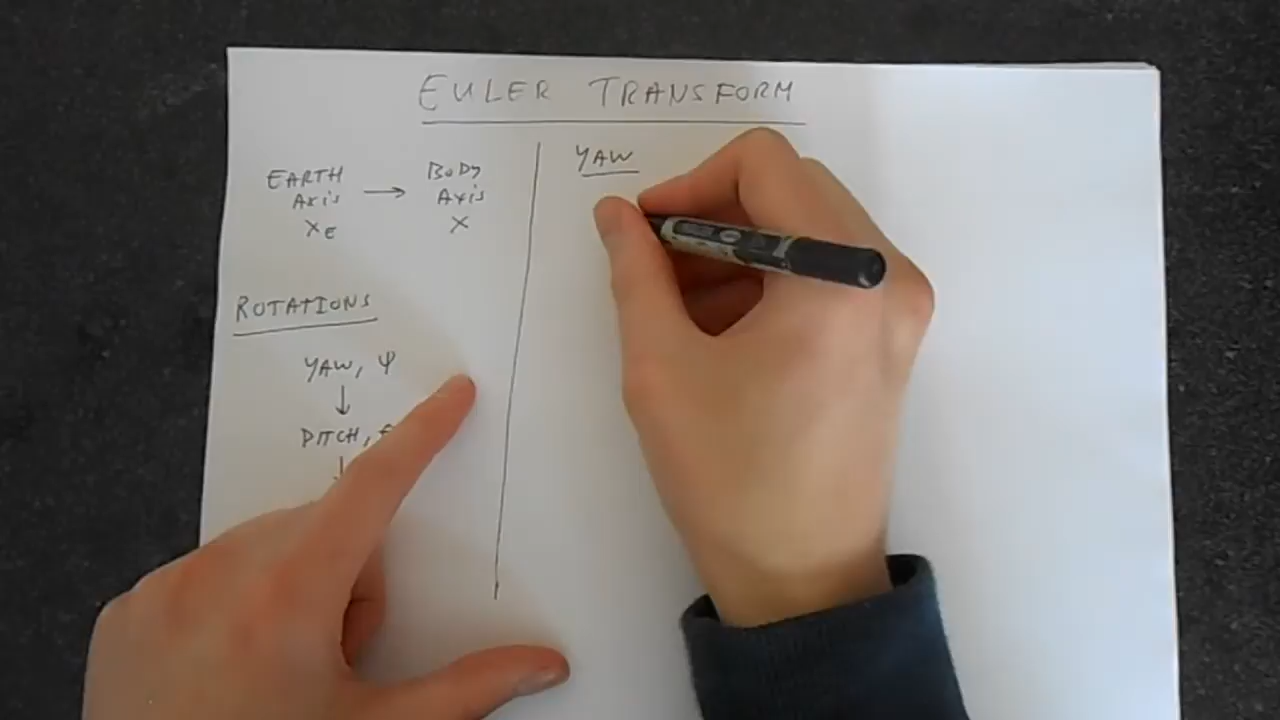 EULER TRANSFORM
EARTH
Axis
XE
→
BODY
Axis
X
ROTATIONS
YAW, Ψ
↓
PITCH,
↓
YAW